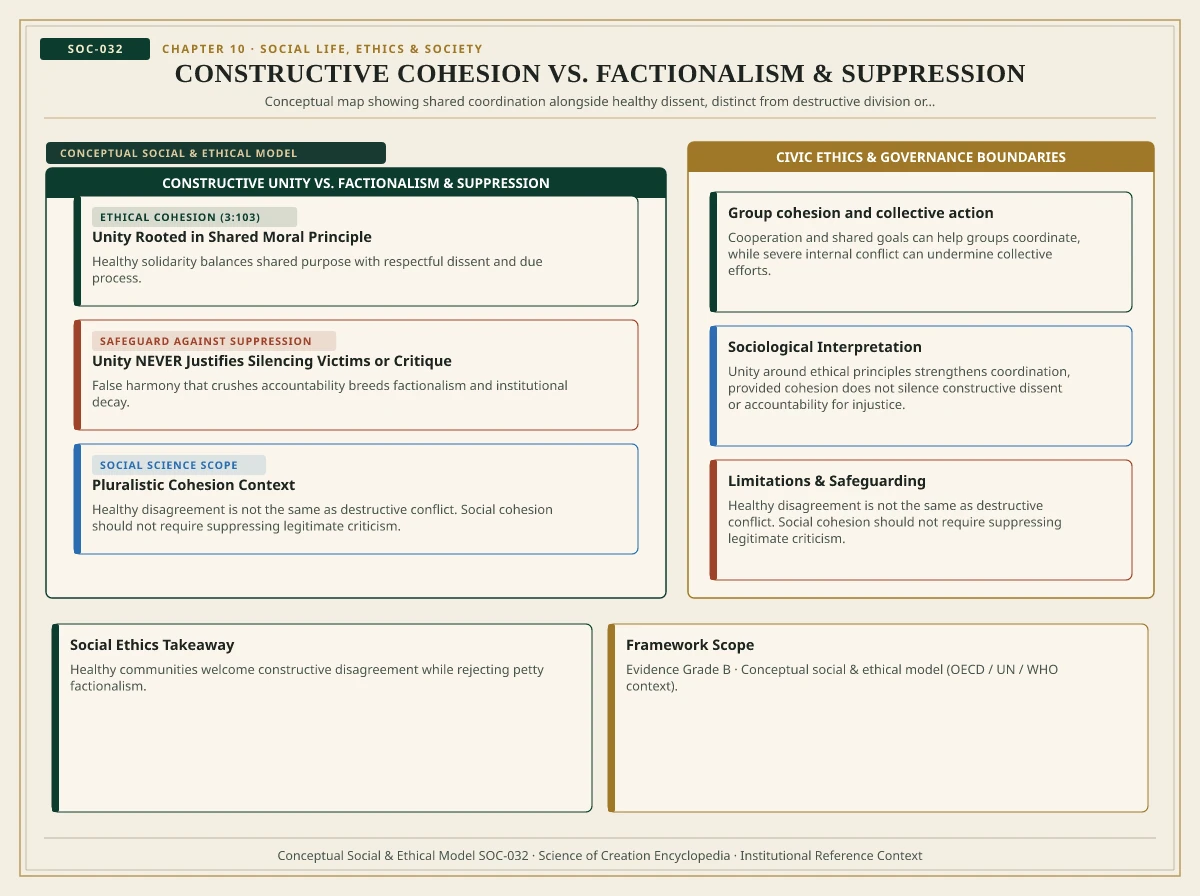 SOC-032
CHAPTER 10 · SOCIAL LIFE, ETHICS & SOCIETY
CONSTRUCTIVE COHESION VS. FACTIONALISM & SUPPRESSION
Conceptual map showing shared coordination alongside healthy dissent, distinct from destructive division or...
CONCEPTUAL SOCIAL & ETHICAL MODEL
CONSTRUCTIVE UNITY VS. FACTIONALISM & SUPPRESSION
ETHICAL COHESION (3:103)
Unity Rooted in Shared Moral Principle
Healthy solidarity balances shared purpose with respectful dissent and due
process.
SAFEGUARD AGAINST SUPPRESSION
Unity NEVER Justifies Silencing Victims or Critique
False harmony that crushes accountability breeds factionalism and institutional
decay.
SOCIAL SCIENCE SCOPE
Pluralistic Cohesion Context
Healthy disagreement is not the same as destructive conflict. Social cohesion
should not require suppressing legitimate criticism.
CIVIC ETHICS & GOVERNANCE BOUNDARIES
Group cohesion and collective action
Cooperation and shared goals can help groups coordinate,
while severe internal conflict can undermine collective
efforts.
Sociological Interpretation
Unity around ethical principles strengthens coordination,
provided cohesion does not silence constructive dissent
or accountability for injustice.
Limitations & Safeguarding
Healthy disagreement is not the same as destructive
conflict. Social cohesion should not require suppressing
legitimate criticism.
Social Ethics Takeaway
Healthy communities welcome constructive disagreement while rejecting petty
factionalism.
Framework Scope
Evidence Grade B · Conceptual social & ethical model (OECD / UN / WHO
context).
Conceptual Social & Ethical Model SOC-032 · Science of Creation Encyclopedia · Institutional Reference Context